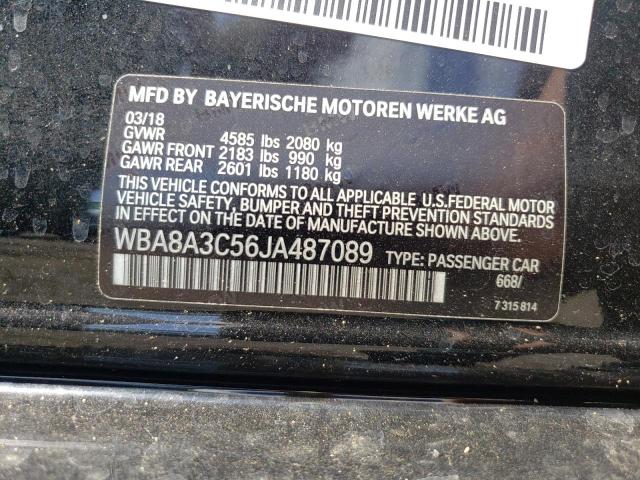 MFD BY BAYERISCHE MOTOREN WERKE AG
03/18
GVWR 4585 lbs 2080 kg
GAWR FRONT 2183 lbs 990 kg
GAWR REAR 2601 lbs 1180 kg
THIS VEHICLE CONFORMS TO ALL APPLICABLE U.S.FEDERAL MOTOR
VEHICLE SAFETY, BUMPER AND THEFT PREVENTION STANDARDS
IN EFFECT ON THE DATE OF MANUFACTURE SHOWN ABOVE.
WBA8A3C56JA487089 TYPE: PASSENGER CAR
668/
7 315 814